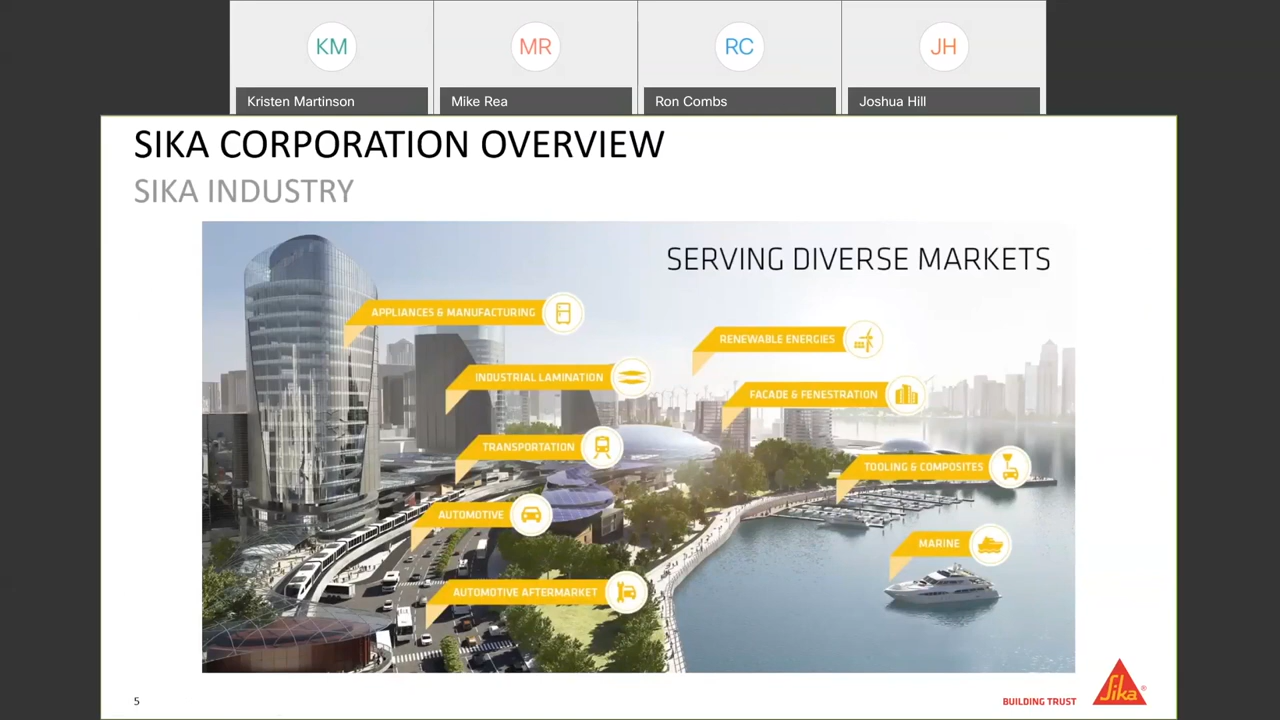 KM
MR
RC
JH
Kristen Martinson
Mike Rea
Ron Combs
Joshua Hill
SIKA CORPORATION OVERVIEW
SIKA INDUSTRY
SERVING DIVERSE MARKETS
APPLIANCES & MANUFACTURING
RENEWABLE ENERGIES
INDUSTRIAL LAMINATION
FACADE & FENESTRATION
TRANSPORTATION
TOOLING & COMPOSITES
AUTOMOTIVE
MARINE
AUTOMOTIVE AFTERMARKET
5
BUILDING TRUST
Sika®